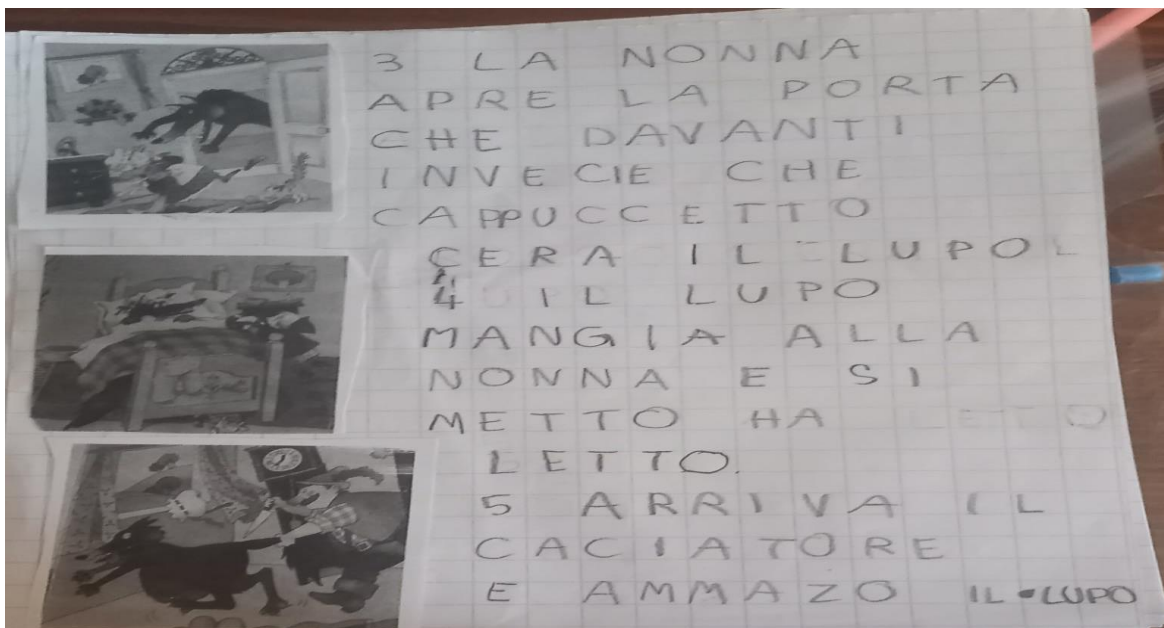 3 LA NONNA
APRE LA PORTA
CHE DAVANTI
INVECIE CHE
CAPPUCCETTO
CERA IL LUPO
4 IL LUPO
MANGIA ALLA
NONNA E SI
METTO HA
LETTO.
5 ARRIVA IL
CACIATORE
E AMMAZO IL LUPO